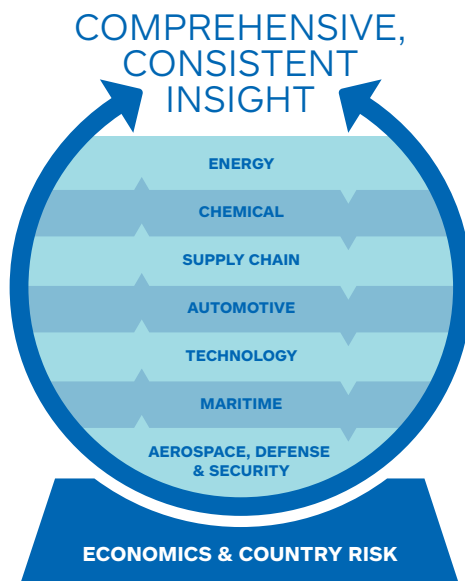 COMPREHENSIVE,
CONSISTENT
INSIGHT
ENERGY
CHEMICAL
SUPPLY CHAIN
AUTOMOTIVE
TECHNOLOGY
MARITIME
AEROSPACE, DEFENSE
& SECURITY
ECONOMICS & COUNTRY RISK